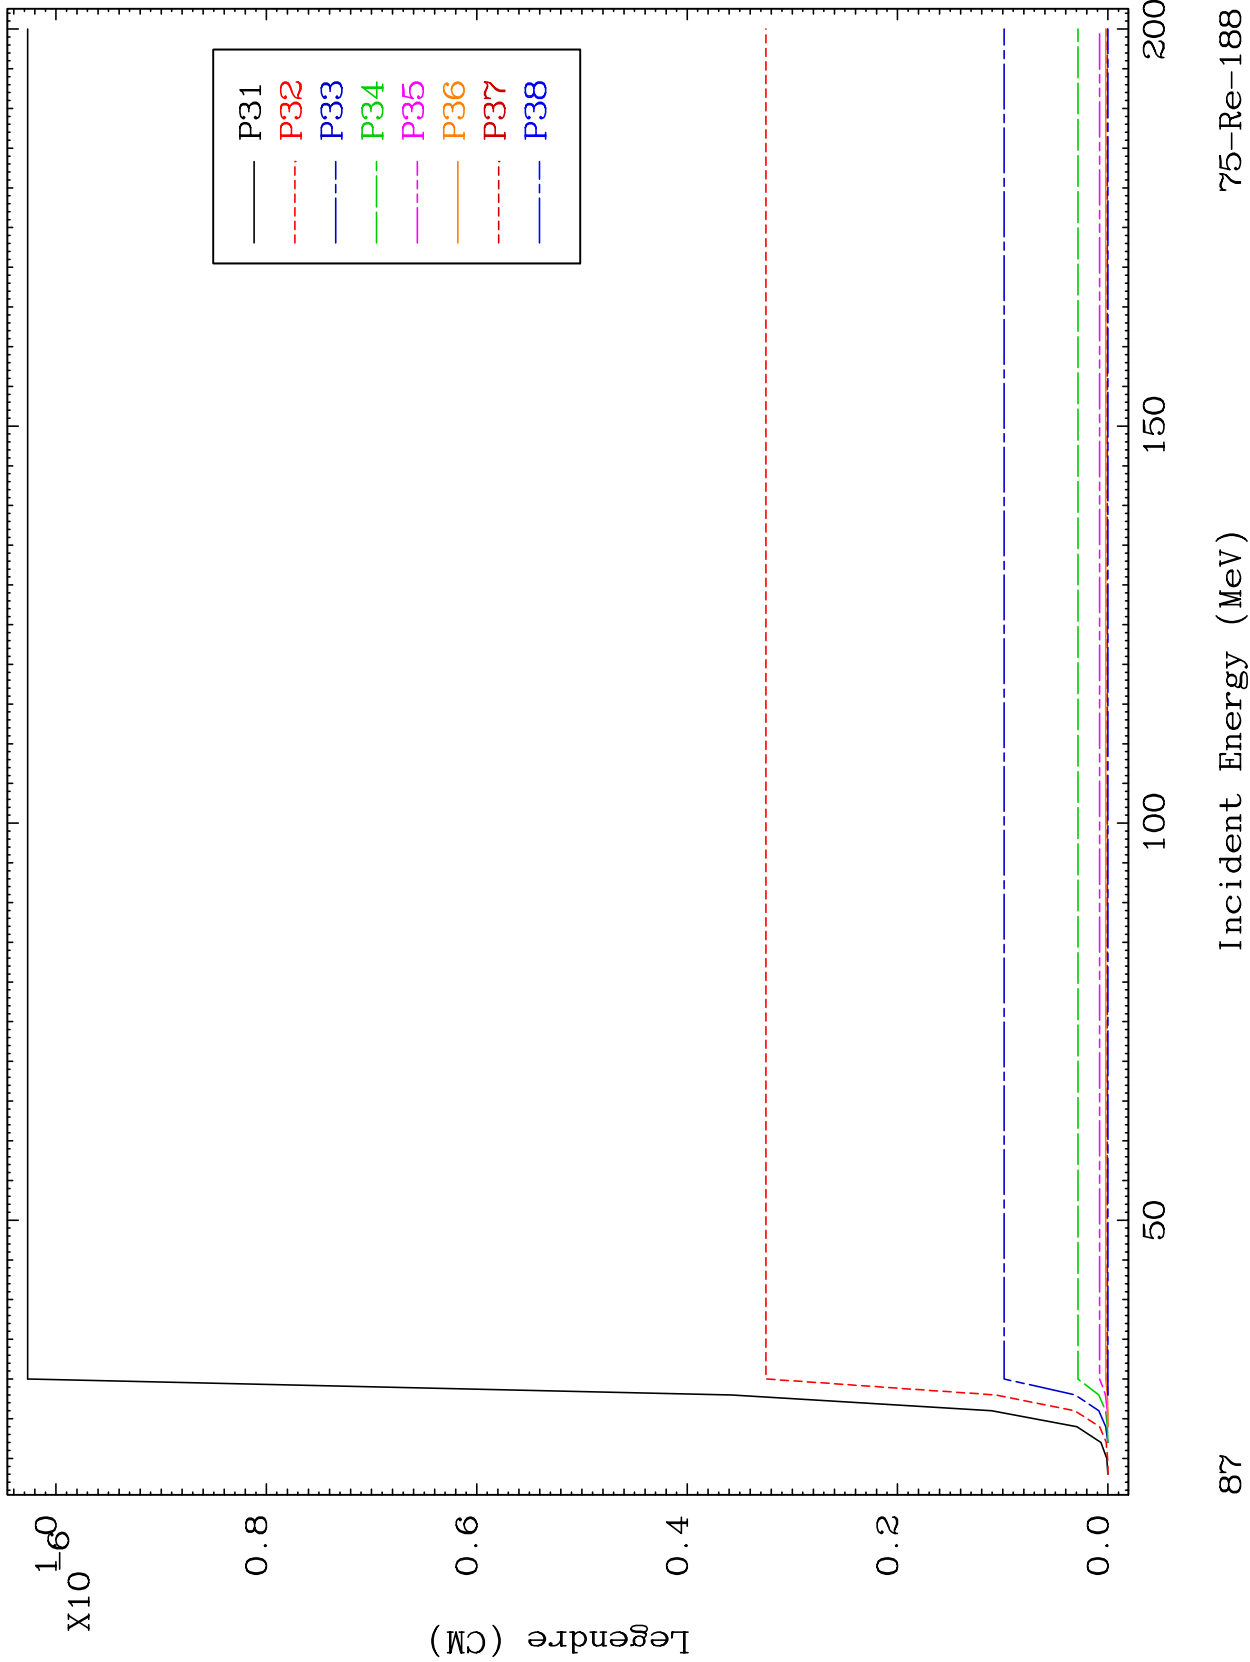 X10
-6
1.0
0.8
0.6
0.4
0.2
0.0
Legendre (CM)
P31
P32
P33
P34
P35
P36
P37
P38
50
100
150
200
Incident Energy (MeV)
87
75-Re-188